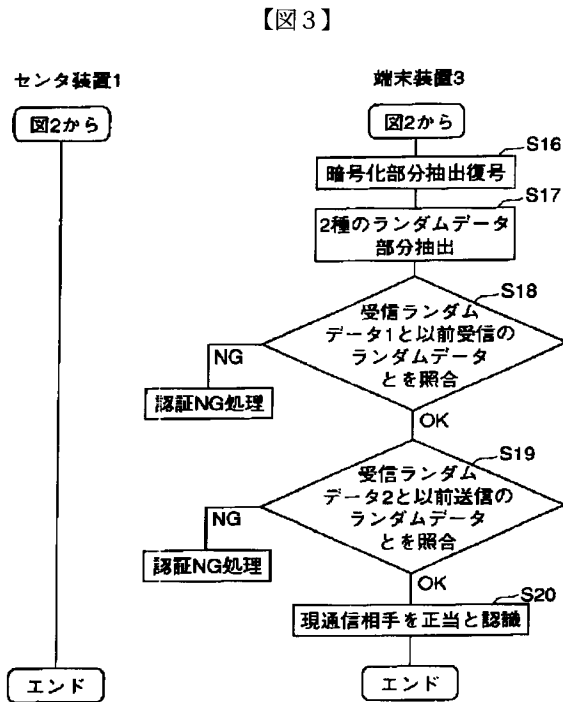 【図3】
センタ装置1
端末装置3
図2から
図2から
S16
暗号化部分抽出復号
S17
2種のランダムデータ
部分抽出
S18
受信ランダム
データ1と以前受信の
ランダムデータ
とを照合
NG
認証NG処理
OK
S19
受信ランダム
データ2と以前送信の
ランダムデータ
とを照合
NG
認証NG処理
OK
S20
現通信相手を正当と認識
エンド
エンド